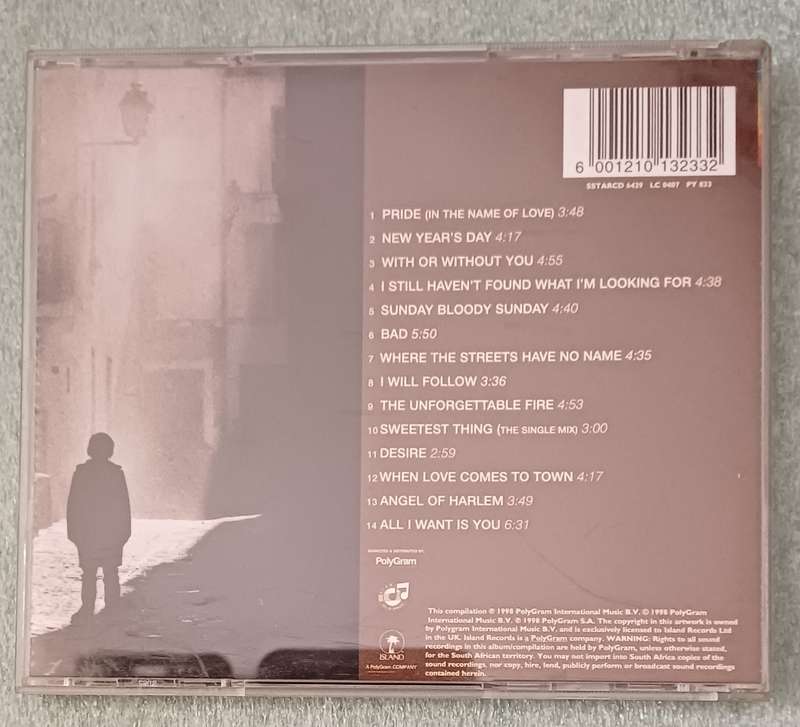 6 001210 132332
SSTARCD 6429 LC 0407 PY 833
1 PRIDE (IN THE NAME OF LOVE) 3:48
2 NEW YEAR'S DAY 4:17
3 WITH OR WITHOUT YOU 4:55
4 I STILL HAVEN'T FOUND WHAT I'M LOOKING FOR 4:38
5 SUNDAY BLOODY SUNDAY 4:40
6 BAD 5:50
7 WHERE THE STREETS HAVE NO NAME 4:35
8 I WILL FOLLOW 3:36
9 THE UNFORGETTABLE FIRE 4:53
10 SWEETEST THING (THE SINGLE MIX) 3:00
11 DESIRE 2:59
12 WHEN LOVE COMES TO TOWN 4:17
13 ANGEL OF HARLEM 3:49
14 ALL I WANT IS YOU 6:31
MARKETED & DISTRIBUTED BY:
PolyGram
ISLAND
A PolyGram COMPANY
This compilation ℗ 1998 PolyGram International Music B.V. © 1998 PolyGram
International Music B.V. © 1998 PolyGram S.A. The copyright in this artwork is owned
by Polygram International Music B.V. and is exclusively licensed to Island Records Ltd
in the UK. Island Records is a PolyGram company. WARNING: Rights to all sound
recordings in this album/compilation are held by PolyGram, unless otherwise stated,
for the South African territory. You may not import into South Africa copies of the
sound recordings, nor copy, hire, lend, publicly perform or broadcast sound recordings
contained herein.